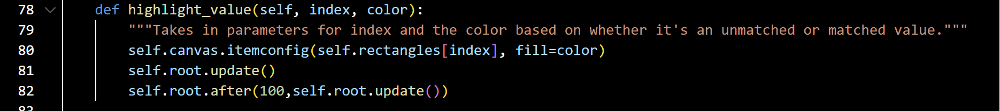 78 def highlight_value(self, index, color):
79 """Takes in parameters for index and the color based on whether it's an unmatched or matched value."""
80 self.canvas.itemconfig(self.rectangles[index], fill=color)
81 self.root.update()
82 self.root.after(100,self.root.update())
83